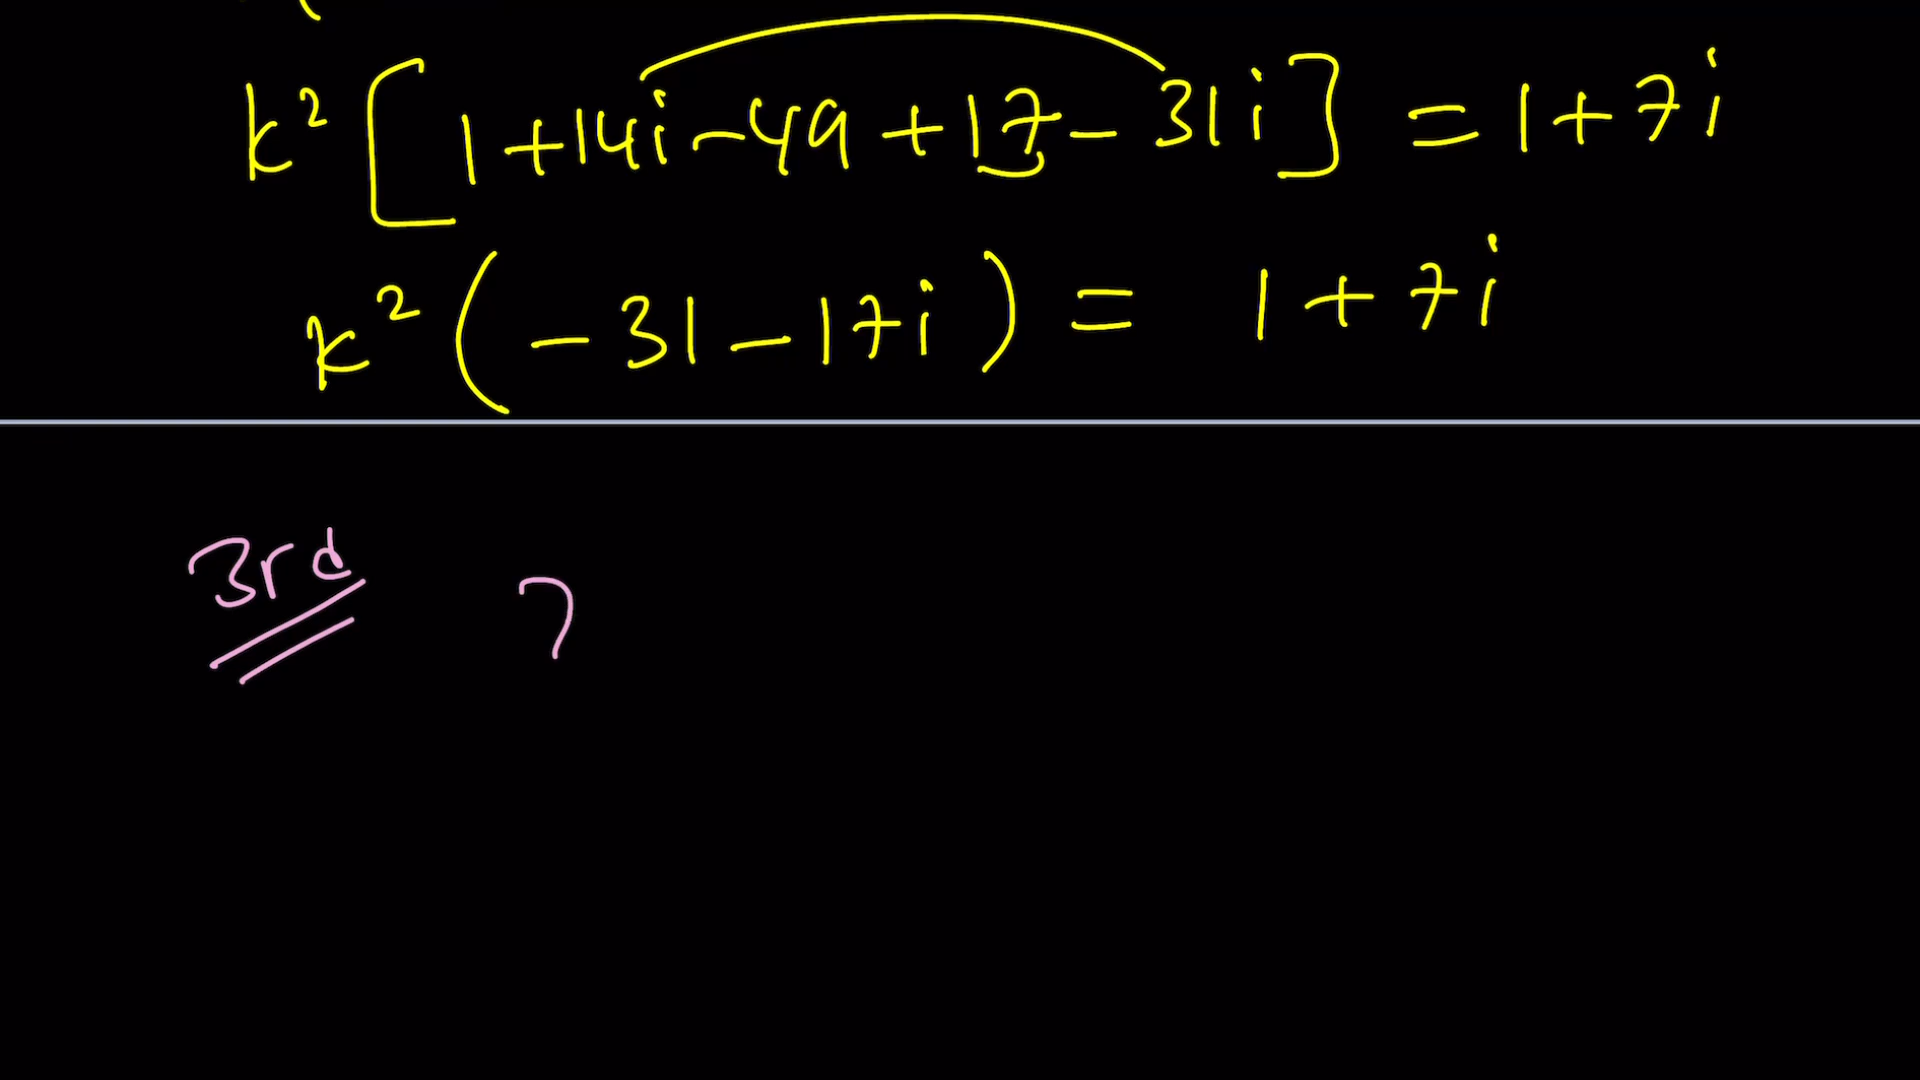 k² [1+14i-49+17-31i] = 1+7i
k² (-31-17i) = 1+7i
3rd